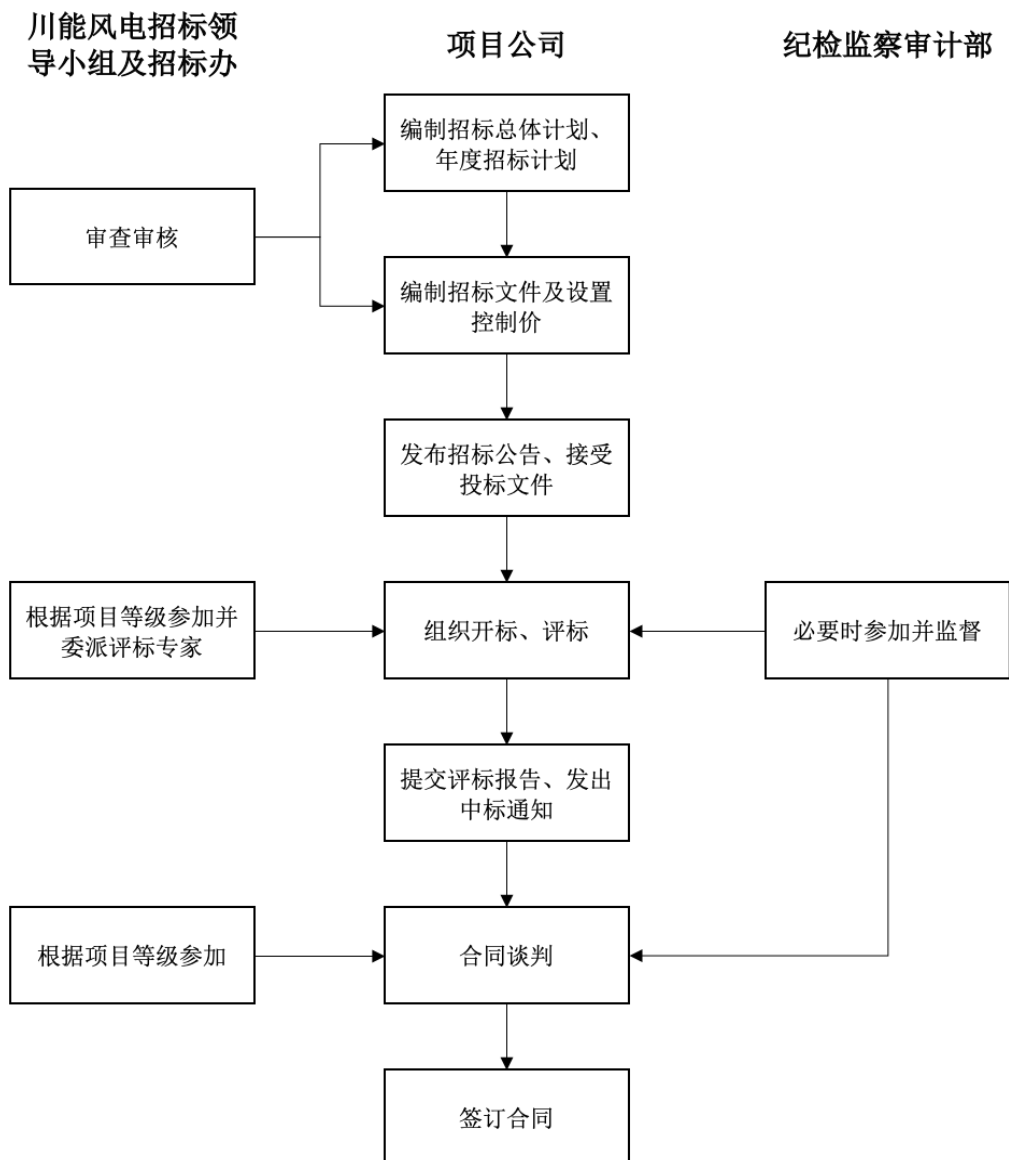 川能风电招标领
导小组及招标办
项目公司
纪检监察审计部
编制招标总体计划、
年度招标计划
审查审核
编制招标文件及设置
控制价
发布招标公告、接受
投标文件
根据项目等级参加并
委派评标专家
组织开标、评标
必要时参加并监督
提交评标报告、发出
中标通知
根据项目等级参加
合同谈判
签订合同